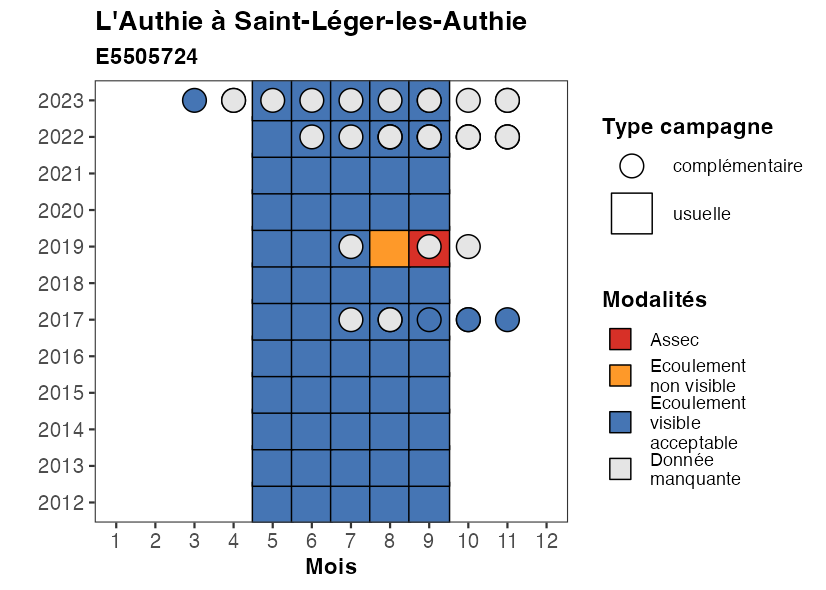 L'Authie à Saint-Léger-les-Authie
E5505724
2023
2022
2021
2020
2019
2018
2017
2016
2015
2014
2013
2012
1 2 3 4 5 6 7 8 9 10 11 12
Mois
Type campagne
complémentaire
usuelle
Modalités
Assec
Ecoulement
non visible
Ecoulement
visible
acceptable
Donnée
manquante